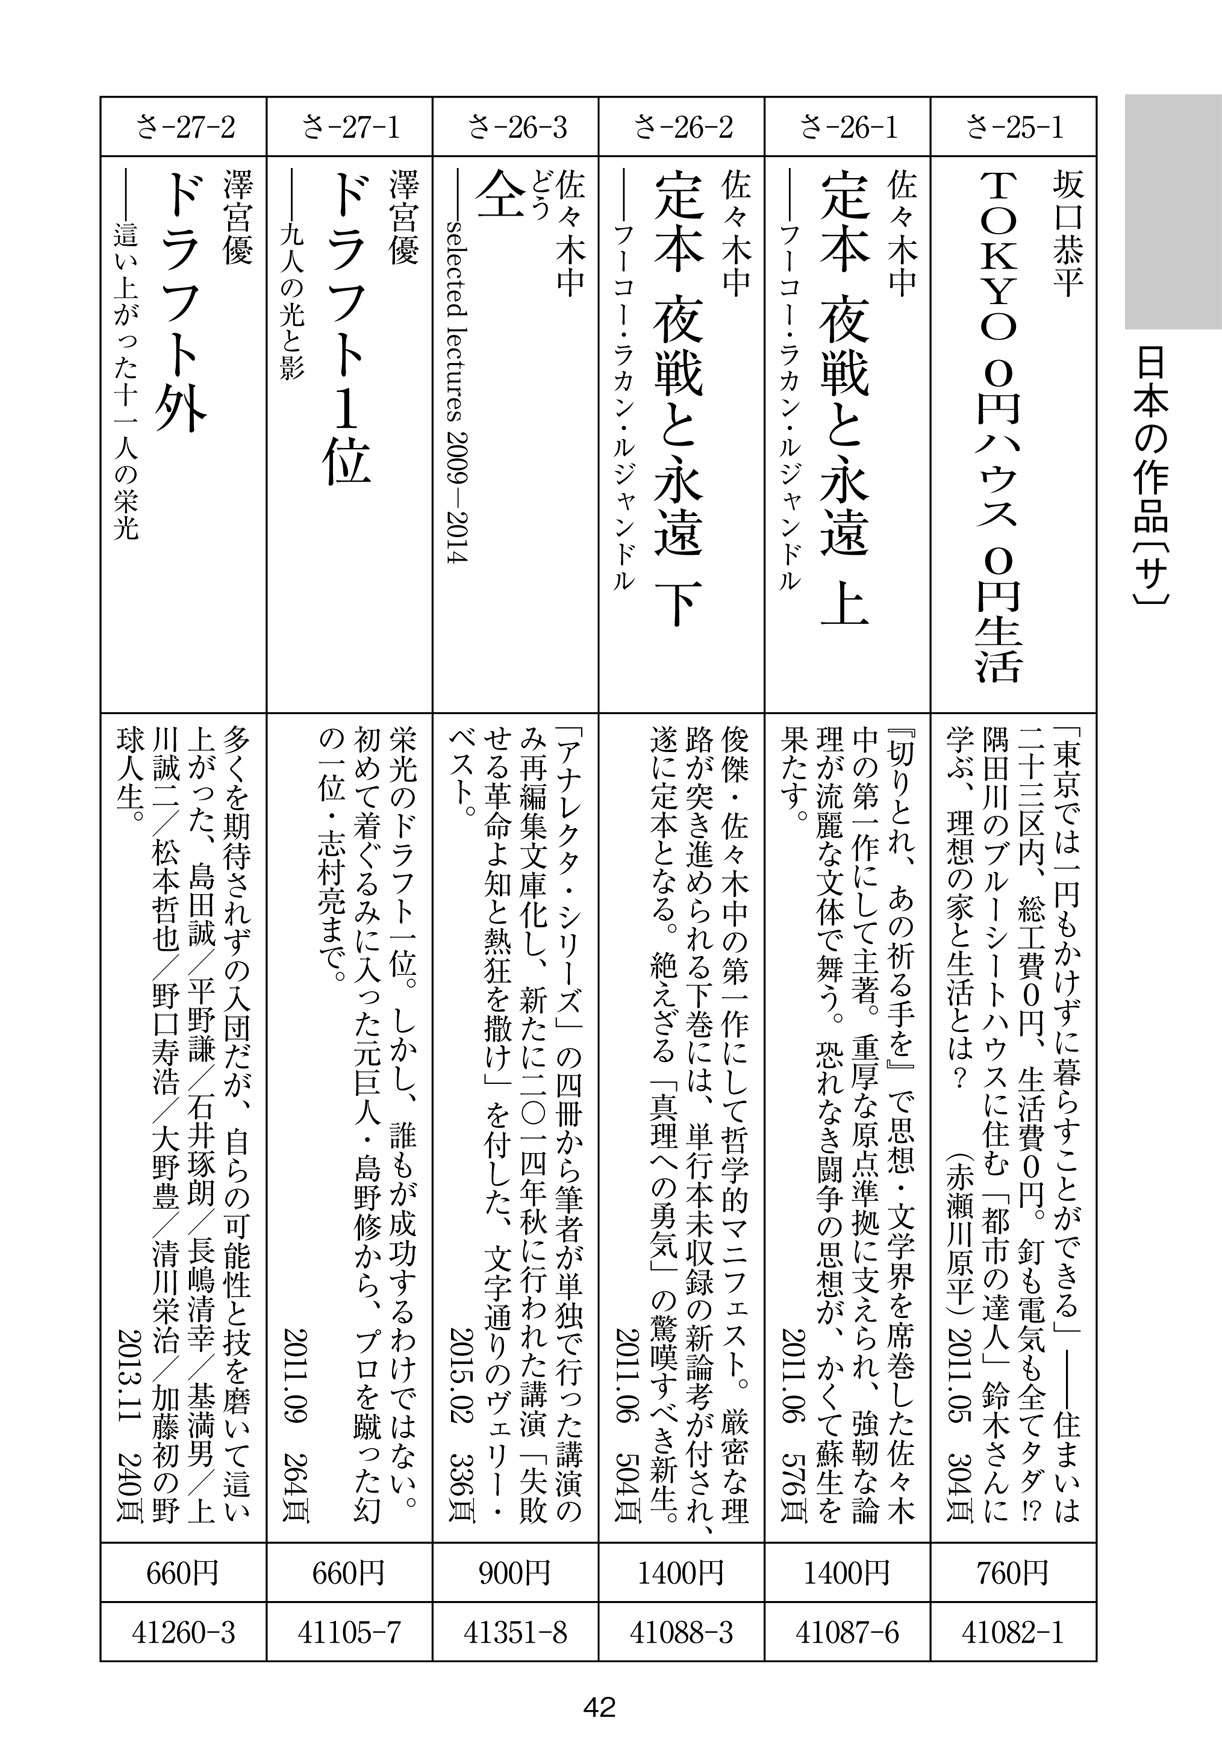 日本の作品〔サ〕
さ-25-1
坂口恭平
TOKYO 0円ハウス 0円生活
「東京では一円もかけずに暮らすことができる」――住まいは
二十三区内、総工費0円、生活費0円。釘も電気も全てタダ!?
隅田川のブルーシートハウスに住む「都市の達人」鈴木さんに
学ぶ、理想の家と生活とは？　（赤瀬川原平）2011.05　304頁
760円
41082-1
さ-26-1
佐々木中
定本 夜戦と永遠 上
――フーコー・ラカン・ルジャンドル
『切りとれ、あの祈る手を』で思想・文学界を席巻した佐々木
中の第一作にして主著。重厚な原点準拠に支えられ、強靭な論
理が流麗な文体で舞う。恐れなき闘争の思想が、かくて蘇生を
果たす。　2011.06　576頁
1400円
41087-6
さ-26-2
佐々木中
定本 夜戦と永遠 下
――フーコー・ラカン・ルジャンドル
俊傑・佐々木中の第一作にして哲学的マニフェスト。厳密な理
路が突き進められる下巻には、単行本未収録の新論考が付され、
遂に定本となる。絶えざる「真理への勇気」の驚嘆すべき新生。
2011.06　504頁
1400円
41088-3
さ-26-3
佐々木中
どう
仝
――selected lectures 2009―2014
「アナレクタ・シリーズ」の四冊から筆者が単独で行った講演の
み再編集文庫化し、新たに二〇一四年秋に行われた講演「失敗
せる革命よ知と熱狂を撒け」を付した、文字通りのヴェリー・
ベスト。　2015.02　336頁
900円
41351-8
さ-27-1
澤宮優
ドラフト1位
――九人の光と影
栄光のドラフト一位。しかし、誰もが成功するわけではない。
初めて着ぐるみに入った元巨人・島野修から、プロを蹴った幻
の一位・志村亮まで。
2011.09　264頁
660円
41105-7
さ-27-2
澤宮優
ドラフト外
――這い上がった十一人の栄光
多くを期待されずの入団だが、自らの可能性と技を磨いて這い
上がった、島田誠／平野謙／石井琢朗／長嶋清幸／基満男／上
川誠二／松本哲也／野口寿浩／大野豊／清川栄治／加藤初の野
球人生。　2013.11　240頁
660円
41260-3
42